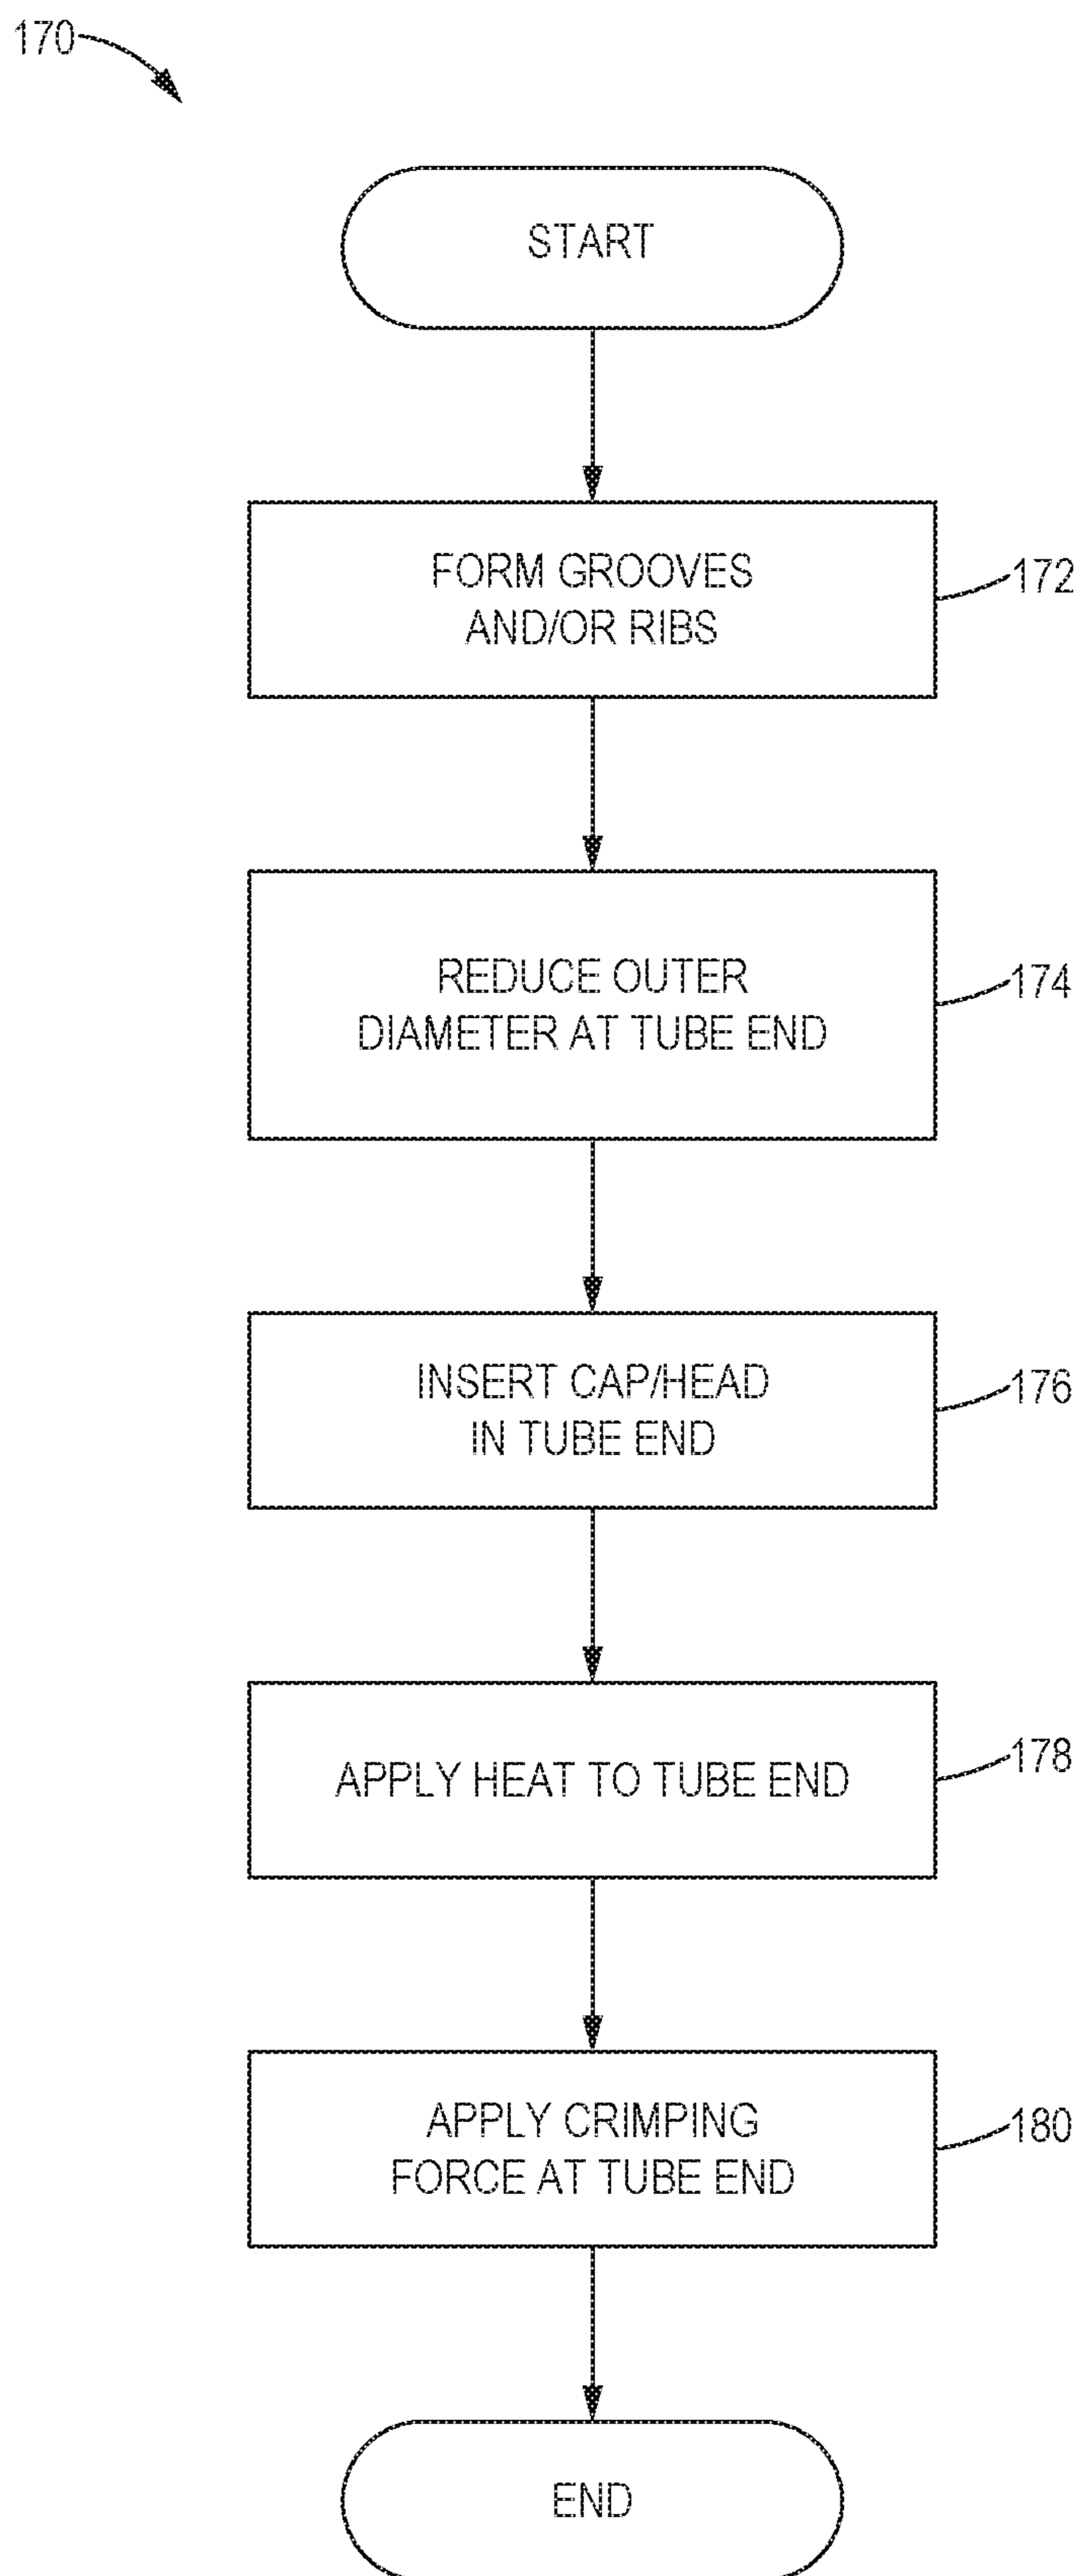 170
START
FORM GROOVES
AND/OR RIBS
172
REDUCE OUTER
DIAMETER AT TUBE END
174
INSERT CAP/HEAD
IN TUBE END
176
APPLY HEAT TO TUBE END
178
APPLY CRIMPING
FORCE AT TUBE END
180
END